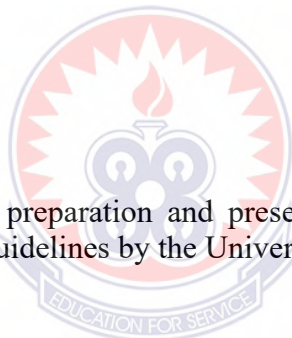 preparation and prese
uidelines by the Univer
EDUCATION FOR SERVICE